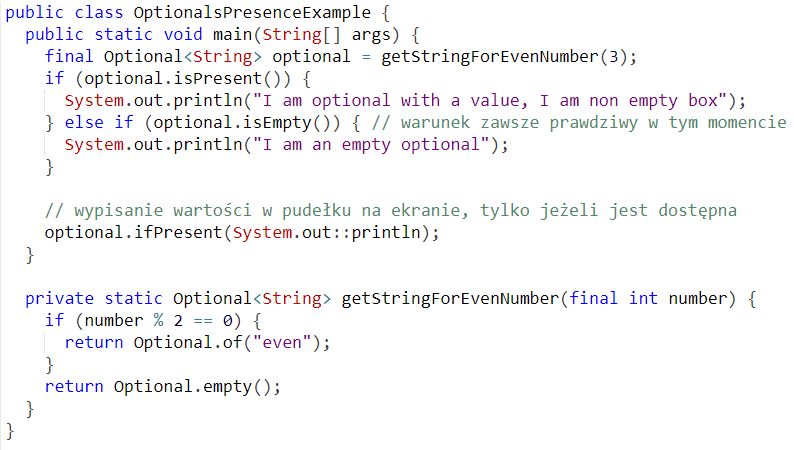 public class OptionalsPresenceExample {
  public static void main(String[] args) {
    final Optional<String> optional = getStringForEvenNumber(3);
    if (optional.isPresent()) {
      System.out.println("I am optional with a value, I am non empty box");
    } else if (optional.isEmpty()) { // warunek zawsze prawdziwy w tym momencie
      System.out.println("I am an empty optional");
    }

    // wypisanie wartości w pudełku na ekranie, tylko jeżeli jest dostępna
    optional.ifPresent(System.out::println);
  }

  private static Optional<String> getStringForEvenNumber(final int number) {
    if (number % 2 == 0) {
      return Optional.of("even");
    }
    return Optional.empty();
  }
}